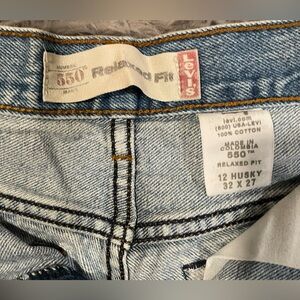 550
Relaxed Fit
Levi's
levi.com
(800) USA-LEVI
100% COTTON
MADE IN
COLOMBIA
550™
RELAXED FIT
12 HUSKY
32 X 27